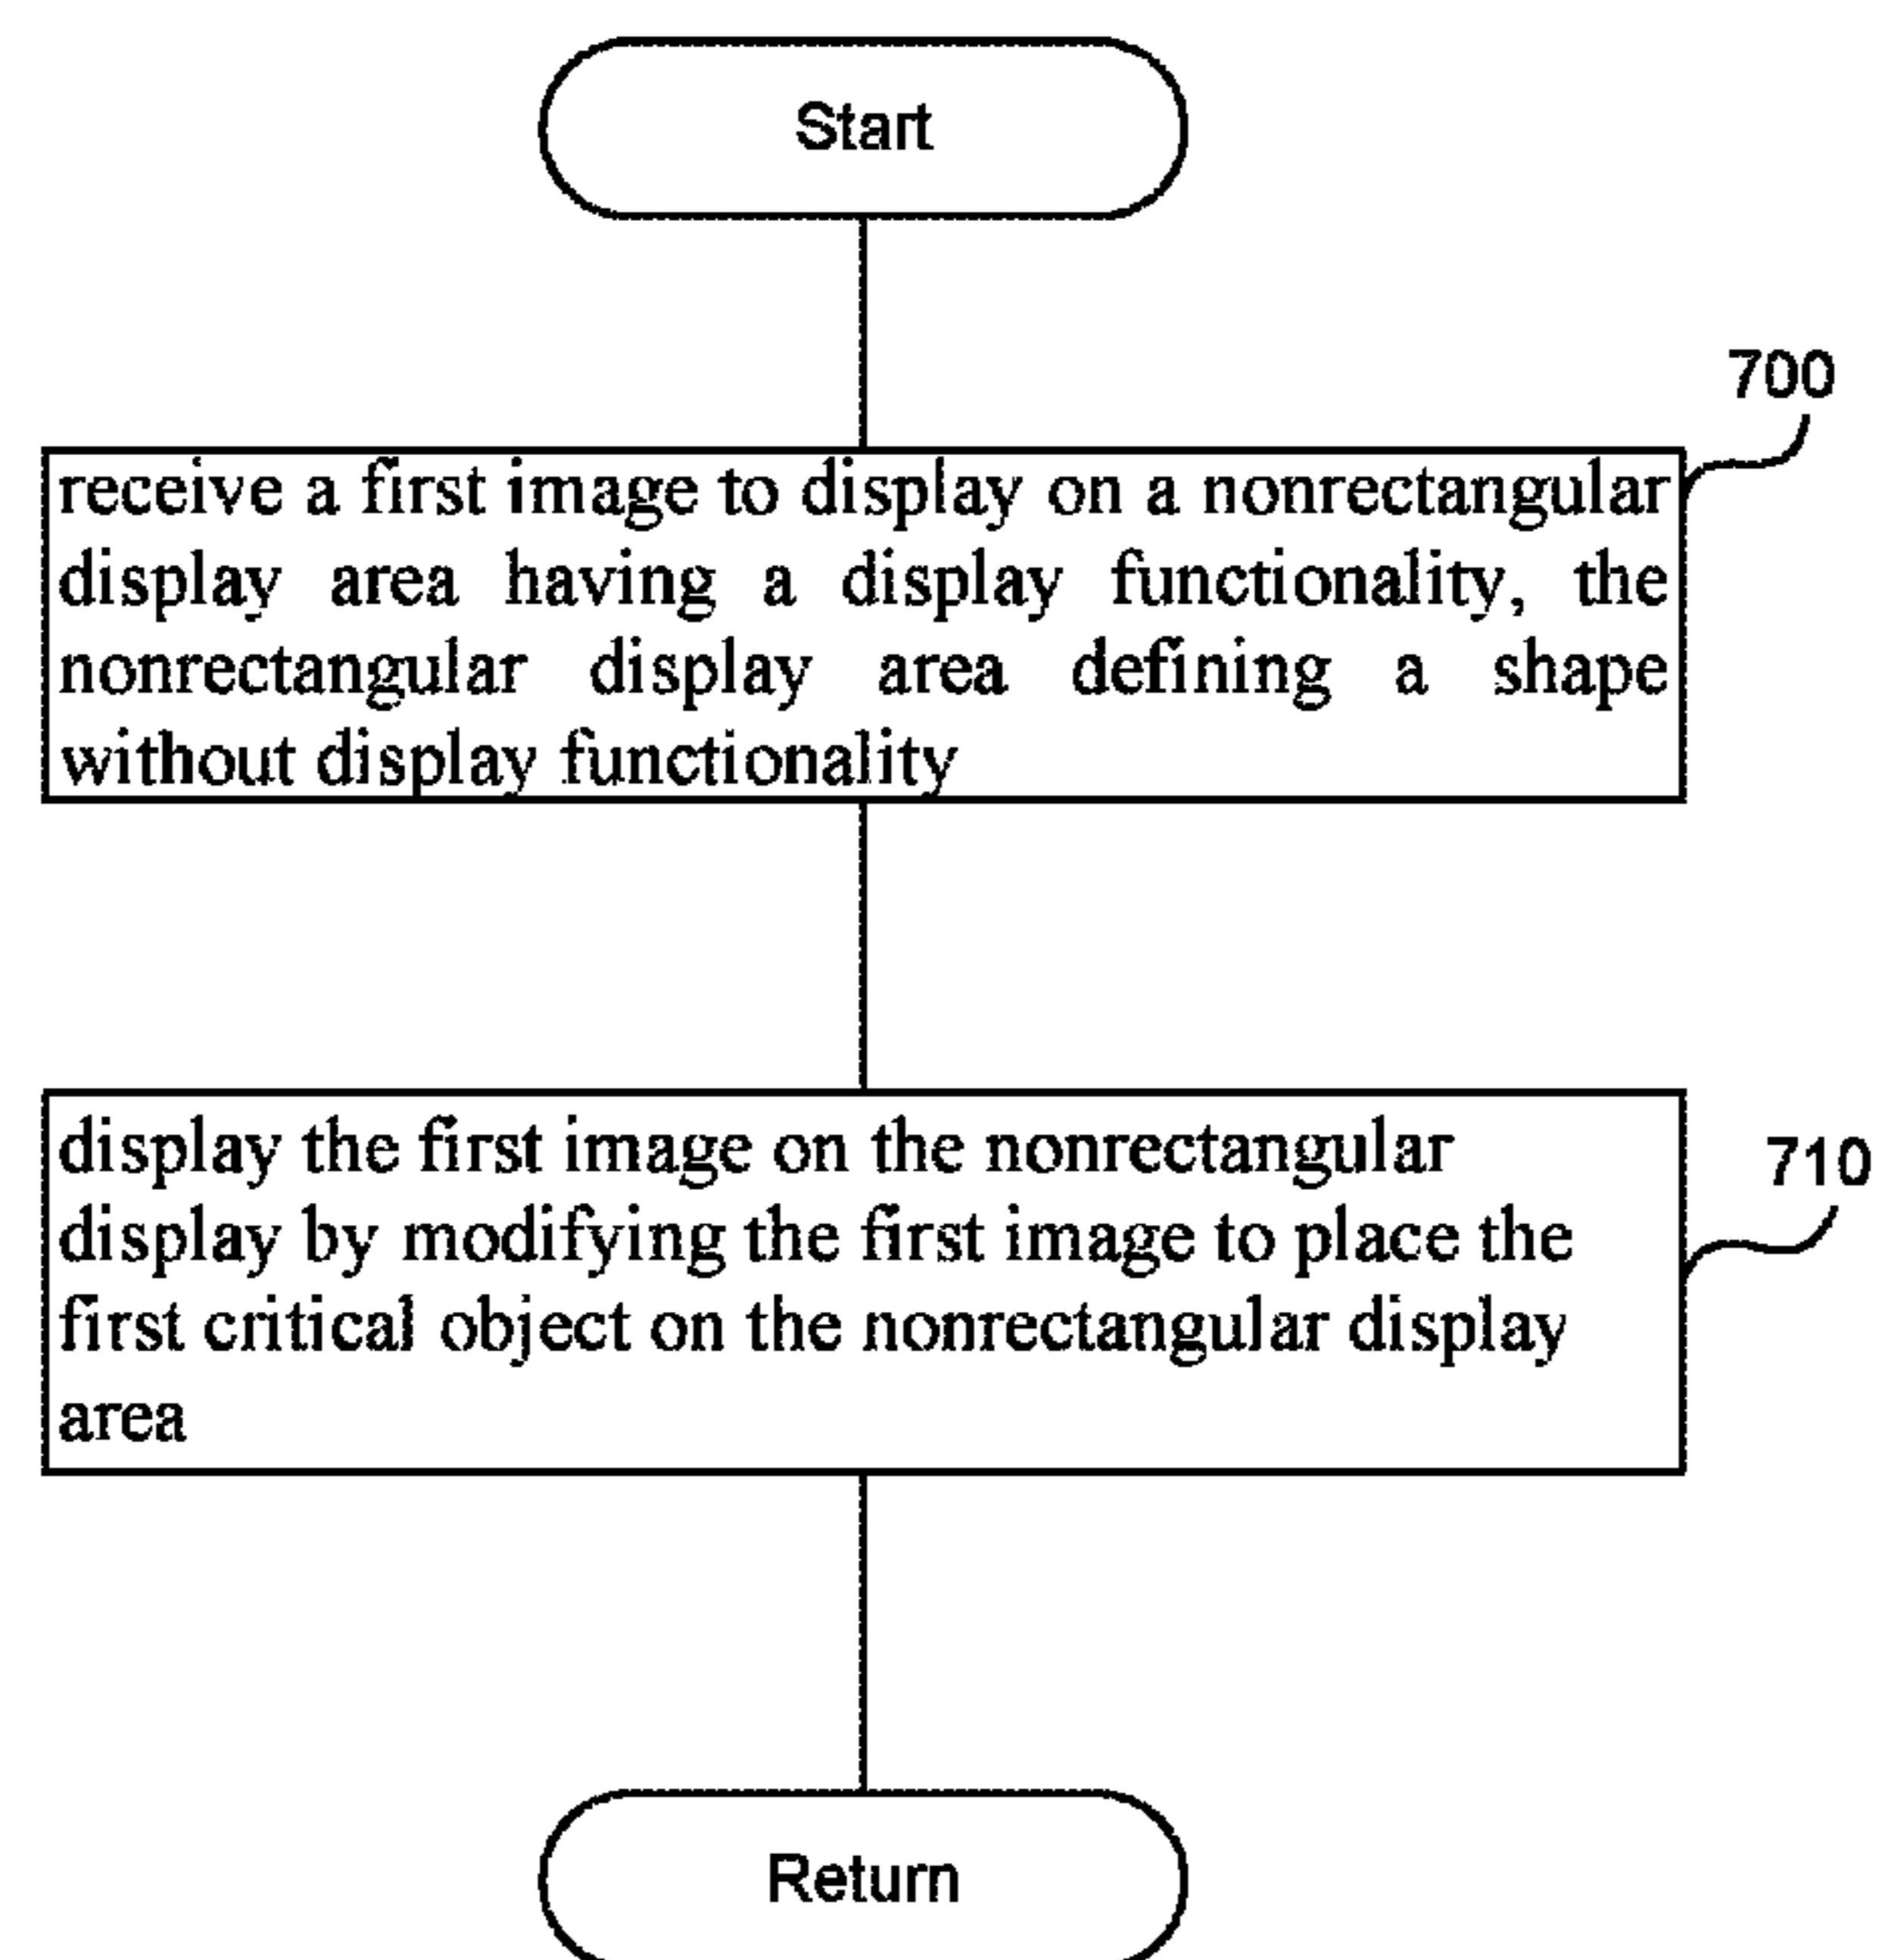 Start
700
receive a first image to display on a nonrectangular
display area having a display functionality, the
nonrectangular display area defining a shape
without display functionality
display the first image on the nonrectangular
710
display by modifying the first image to place the
first critical object on the nonrectangular display
area
Return